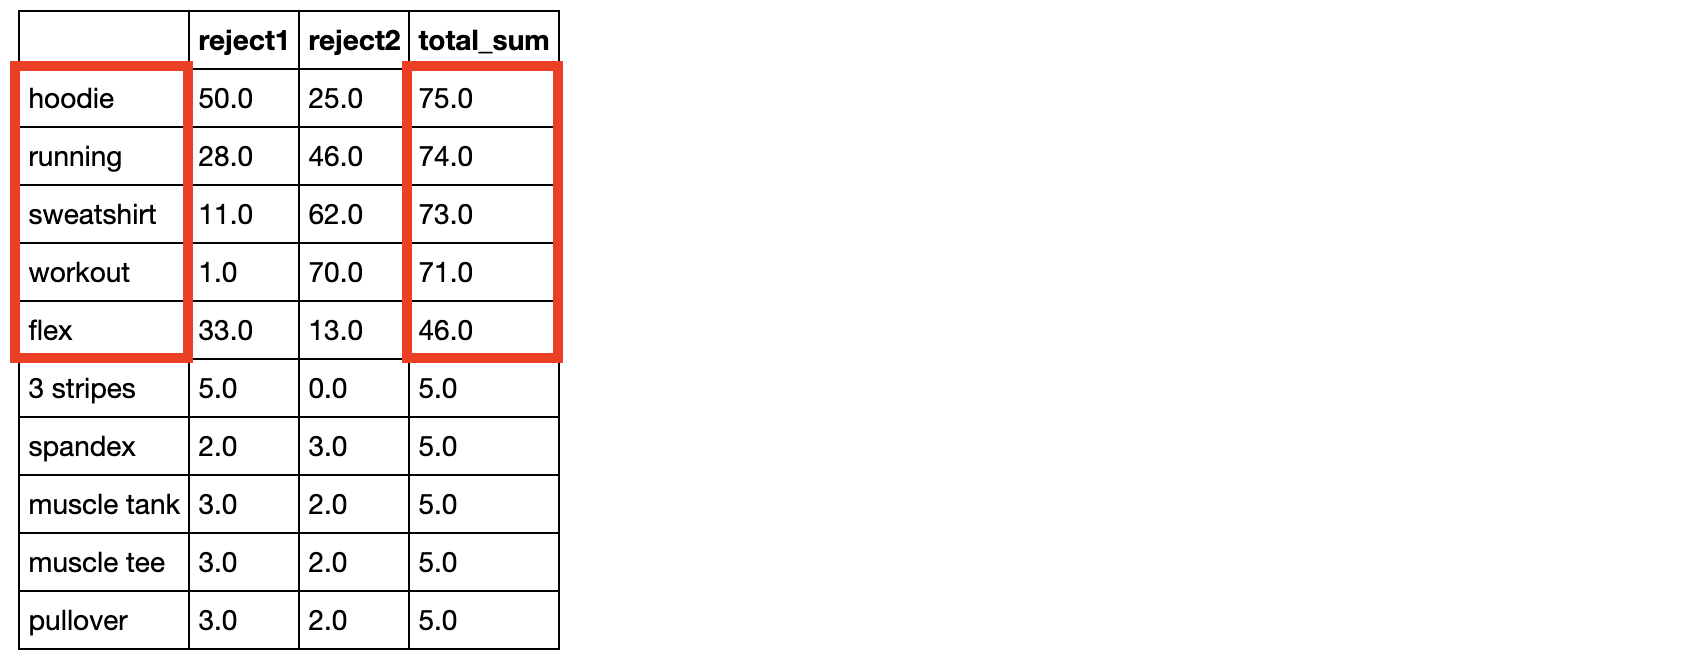 reject1 reject2 total_sum
hoodie 50.0 25.0 75.0
running 28.0 46.0 74.0
sweatshirt 11.0 62.0 73.0
workout 1.0 70.0 71.0
flex 33.0 13.0 46.0
3 stripes 5.0 0.0 5.0
spandex 2.0 3.0 5.0
muscle tank 3.0 2.0 5.0
muscle tee 3.0 2.0 5.0
pullover 3.0 2.0 5.0